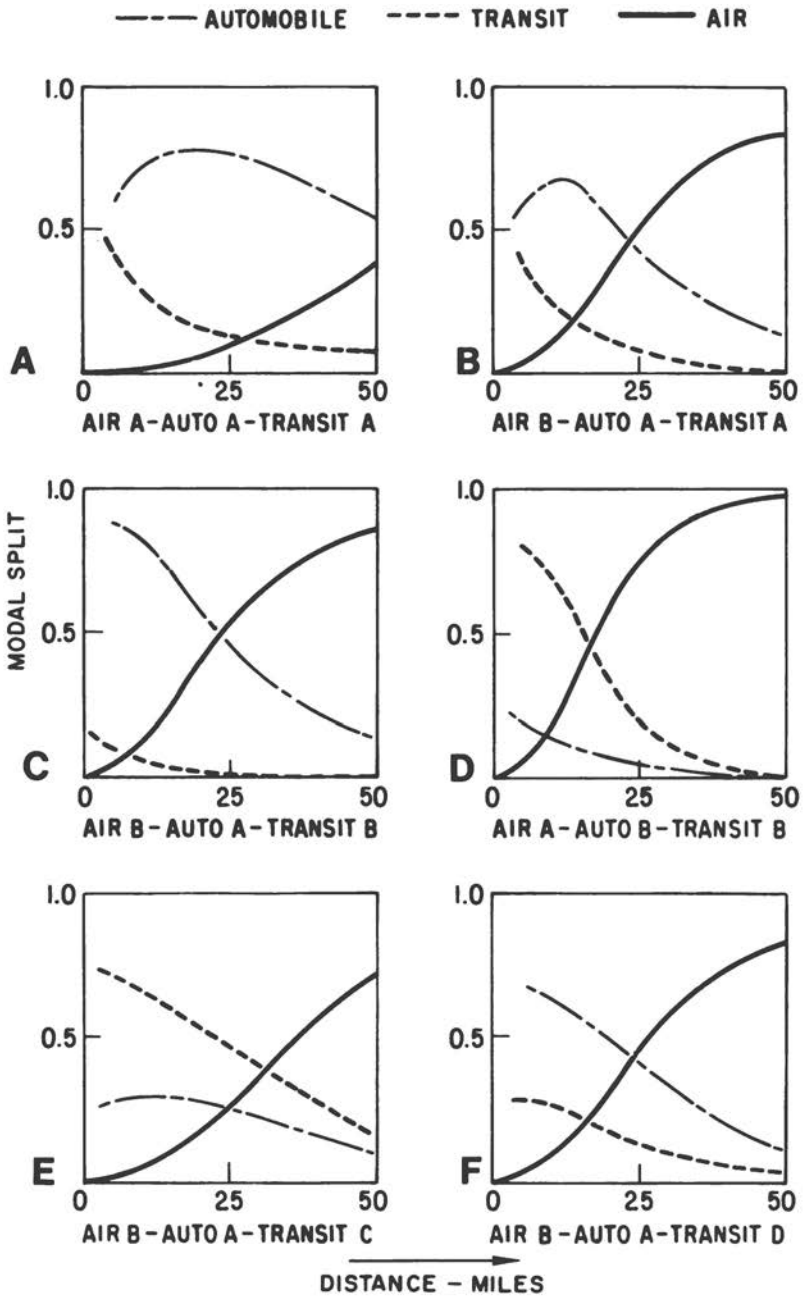 AUTOMOBILE TRANSIT AIR
1.0
0.5
A
0 25 50
AIR A-AUTO A-TRANSIT A
1.0
0.5
B
0 25 50
AIR B-AUTO A-TRANSIT A
MODAL SPLIT
1.0
0.5
C
0 25 50
AIR B-AUTO A-TRANSIT B
1.0
0.5
D
0 25 50
AIR A-AUTO B-TRANSIT B
1.0
0.5
E
0 25 50
AIR B-AUTO A-TRANSIT C
1.0
0.5
F
0 25 50
AIR B-AUTO A-TRANSIT D
DISTANCE - MILES